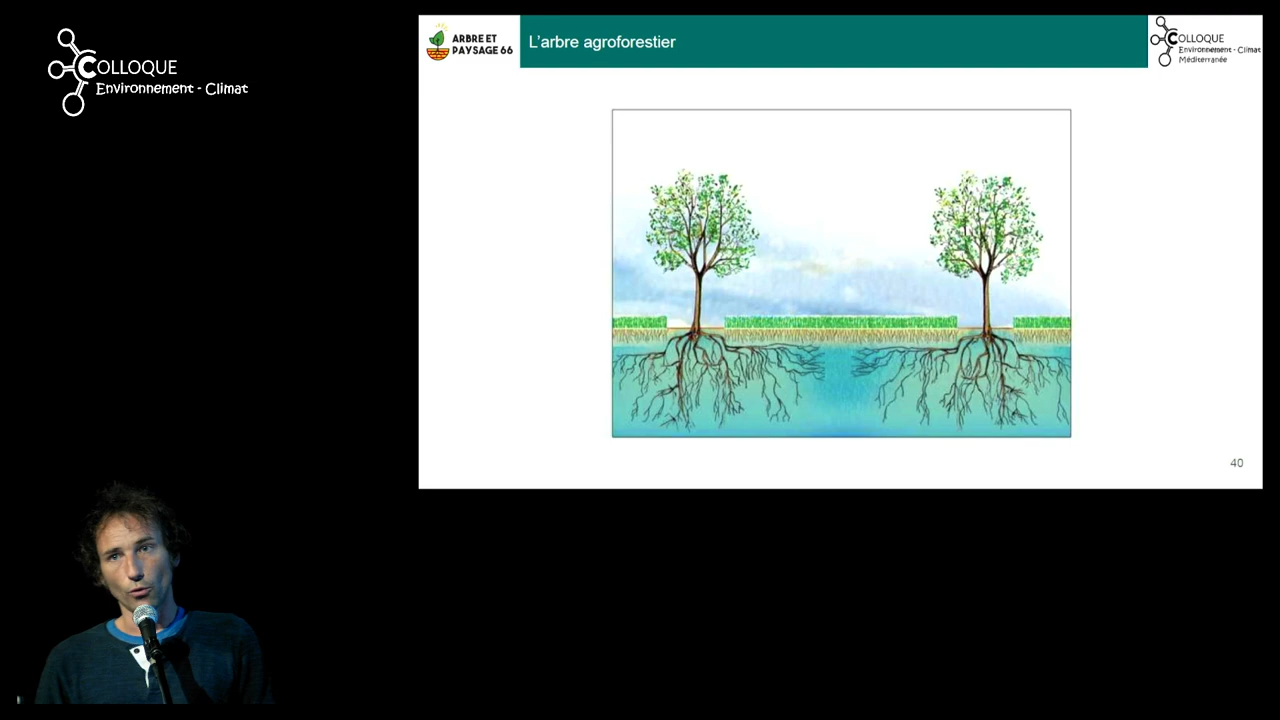 COLLOQUE
Environnement - Climat
ARBRE ET
PAYSAGE 66
L'arbre agroforestier
COLLOQUE
Environnement - Climat
Méditerranée
40